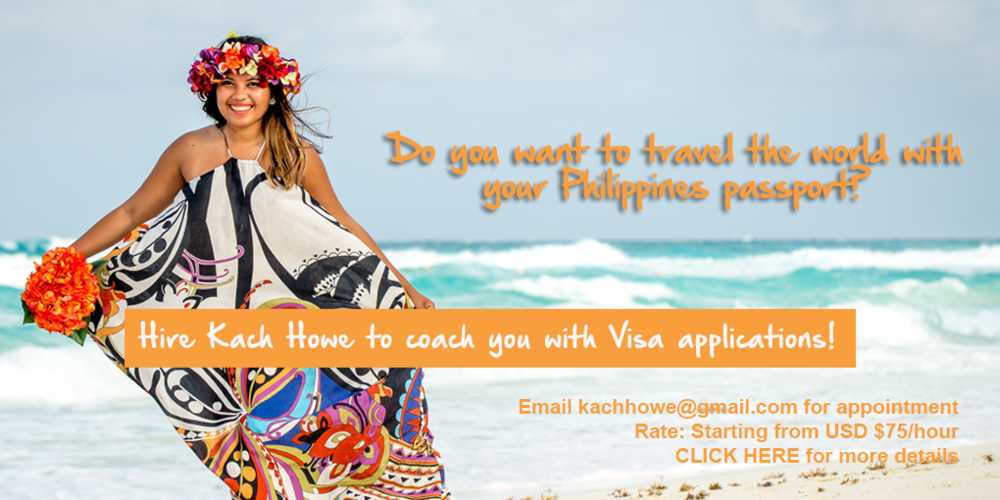 Do you want to travel the world with
your Philippines passport?
Hire Kach Howe to coach you with Visa applications!
Email kachhowe@gmail.com for appointment
Rate: Starting from USD $75/hour
CLICK HERE for more details